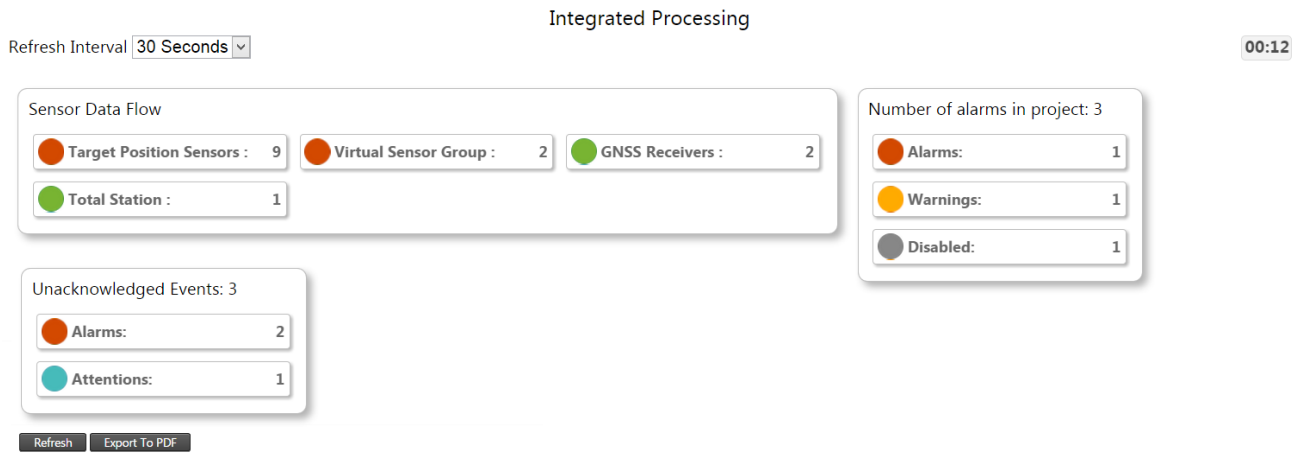 Integrated Processing
Refresh Interval 30 Seconds
00:12
Sensor Data Flow
Target Position Sensors : 9
Virtual Sensor Group : 2
GNSS Receivers : 2
Total Station : 1
Number of alarms in project: 3
Alarms: 1
Warnings: 1
Disabled: 1
Unacknowledged Events: 3
Alarms: 2
Attentions: 1
Refresh
Export To PDF